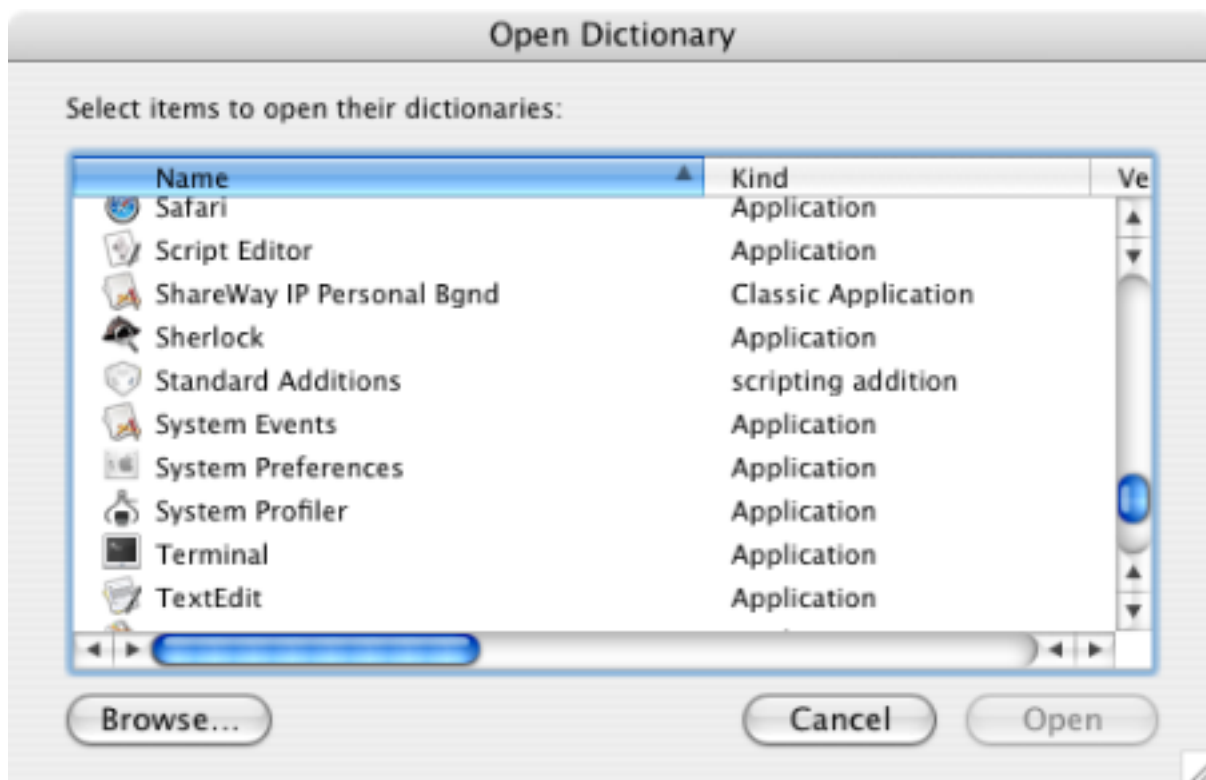 Open Dictionary
Select items to open their dictionaries:
Name Kind Ve
Safari Application
Script Editor Application
ShareWay IP Personal Bgnd Classic Application
Sherlock Application
Standard Additions scripting addition
System Events Application
System Preferences Application
System Profiler Application
Terminal Application
TextEdit Application
Browse... Cancel Open